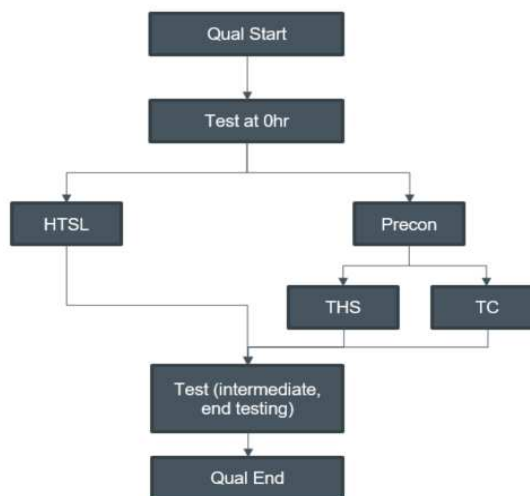 Qual Start
Test at 0hr
HTSL
Precon
THS
TC
Test (intermediate,
end testing)
Qual End